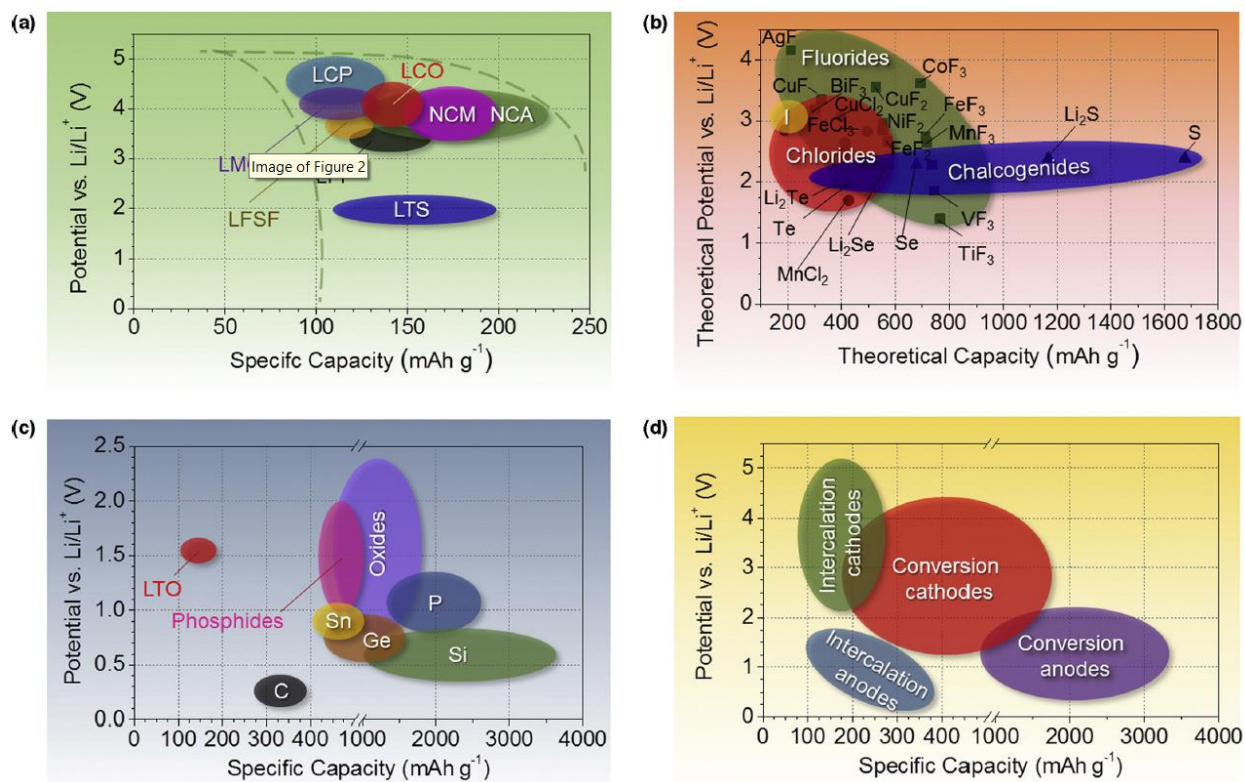 (a)
Potential vs. Li/Li⁺ (V)
5
4
3
2
1
0
LCP
LCO
NCM
NCA
Image of Figure 2
LFSF
LTS
0
50
100
150
200
250
Specifc Capacity (mAh g⁻¹)
(b)
Theoretical Potential vs. Li/Li⁺ (V)
4
3
2
1
0
AgF
Fluorides
CoF₃
CuF
BiF₃
CuCl₂
CuF₂
FeF₃
Li₂S
S
I
FeCl₃
NiF₂
MnF₃
Chlorides
FeF₂
Chalcogenides
Li₂Te
Te
Li₂Se
Se
VF₃
TiF₃
MnCl₂
200
400
600
800
1000
1200
1400
1600
1800
Theoretical Capacity (mAh g⁻¹)
(c)
Potential vs. Li/Li⁺ (V)
2.5
2.0
1.5
1.0
0.5
0.0
LTO
Phosphides
Oxides
P
Sn
Ge
Si
C
0
100
200
300
400
1000
2000
3000
4000
Specific Capacity (mAh g⁻¹)
(d)
Potential vs. Li/Li⁺ (V)
5
4
3
2
1
0
Intercalation
cathodes
Conversion
cathodes
Intercalation
anodes
Conversion
anodes
0
100
200
300
400
1000
2000
3000
4000
Specific Capacity (mAh g⁻¹)